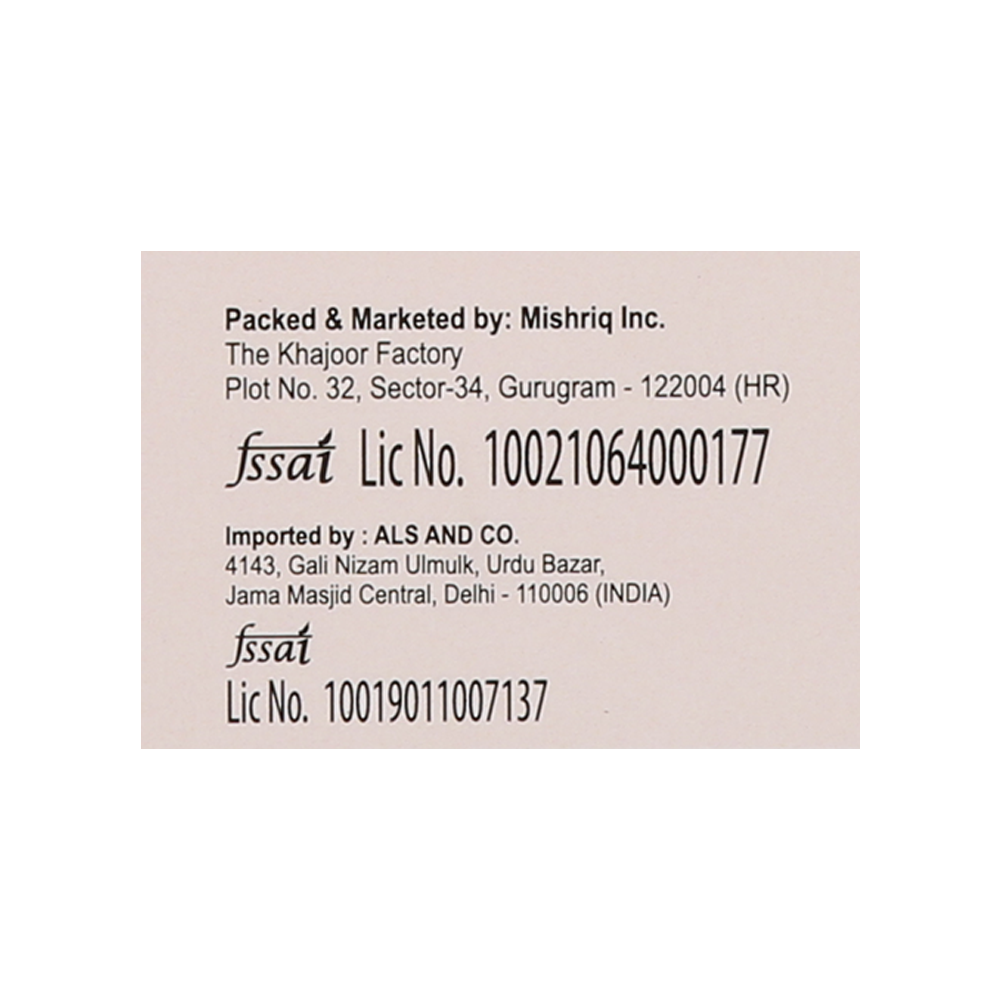 Packed & Marketed by: Mishriq Inc.
The Khajoor Factory
Plot No. 32, Sector-34, Gurugram - 122004 (HR)
fssai Lic No. 10021064000177
Imported by : ALS AND CO.
4143, Gali Nizam Ulmulk, Urdu Bazar,
Jama Masjid Central, Delhi - 110006 (INDIA)
fssai
Lic No. 10019011007137